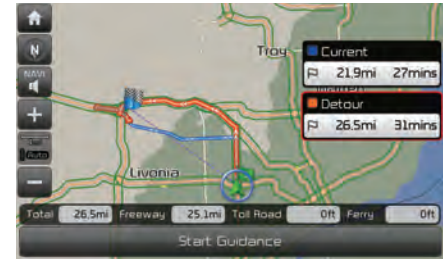 N
Troy
Current
21.9mi 27mins
NAVI
Detour
26.5mi 31mins
Auto
Livonia
Total 26.5mi Freeway 25.1mi Toll Road 0ft Ferry 0ft
Start Guidance